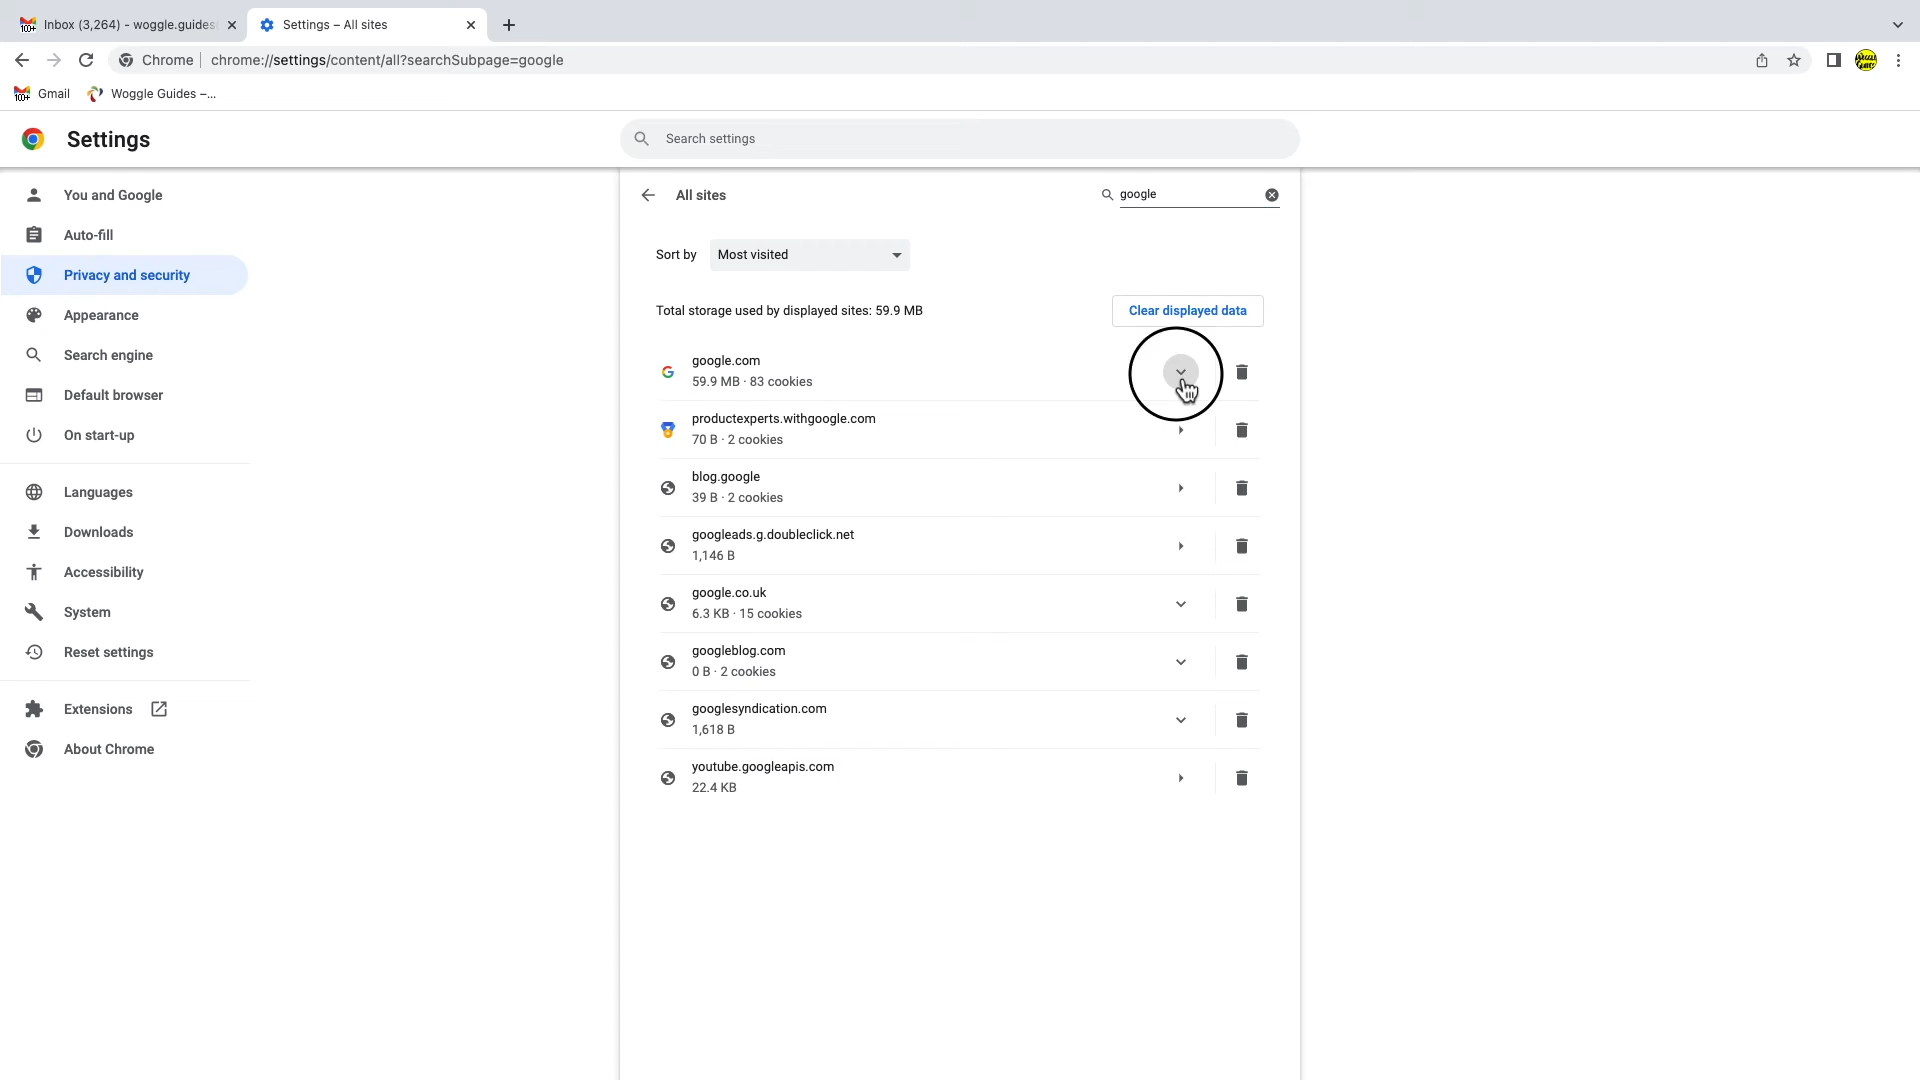 Inbox (3,264) - woggle.guides
Settings – All sites
Chrome
chrome://settings/content/all?searchSubpage=google
100+
Gmail
Woggle Guides –...
Settings
Search settings
You and Google
Auto-fill
Privacy and security
Appearance
Search engine
Default browser
On start-up
Languages
Downloads
Accessibility
System
Reset settings
Extensions
About Chrome
All sites
google
Sort by
Most visited
Total storage used by displayed sites: 59.9 MB
Clear displayed data
google.com
59.9 MB · 83 cookies
productexperts.withgoogle.com
70 B · 2 cookies
blog.google
39 B · 2 cookies
googleads.g.doubleclick.net
1,146 B
google.co.uk
6.3 KB · 15 cookies
googleblog.com
0 B · 2 cookies
googlesyndication.com
1,618 B
youtube.googleapis.com
22.4 KB